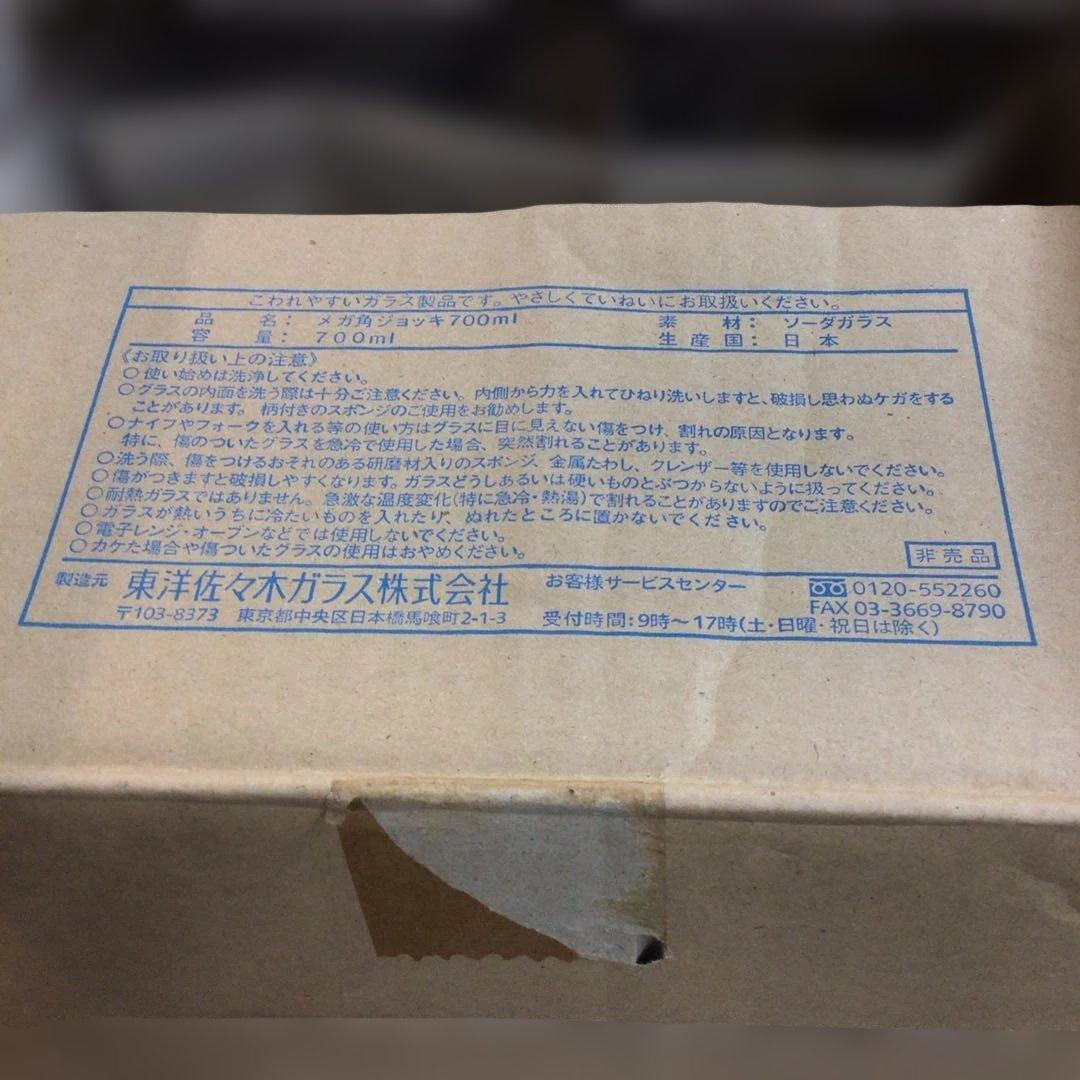 こわれやすいガラス製品です。やさしくていねいにお取扱いください。
品名：メガ角ジョッキ700ml 素材：ソーダガラス
容量：700ml 生産国：日本
《お取り扱い上の注意》
○使い始めは洗浄してください。
○グラスの内面を洗う際は十分ご注意ください。内側から力を入れてひねり洗いしますと、破損し思わぬケガをする
ことがあります。柄付きのスポンジのご使用をお勧めします。
○ナイフやフォークを入れる等の使い方はグラスに目に見えない傷をつけ、割れの原因となります。
特に、傷のついたグラスを急冷で使用した場合、突然割れることがあります。
○洗う際、傷をつけるおそれのある研磨材入りのスポンジ、金属たわし、クレンザー等を使用しないでください。
○傷がつきますと破損しやすくなります。ガラスどうしあるいは硬いものとぶつからないように扱ってください。
○耐熱ガラスではありません。急激な温度変化(特に急冷・熱湯)で割れることがありますのでご注意ください。
○ガラスが熱いうちに冷たいものを入れたり、ぬれたところに置かないでください。
○電子レンジ・オーブンなどでは使用しないでください。
○カケた場合や傷ついたグラスの使用はおやめください。
非売品
製造元 東洋佐々木ガラス株式会社 お客様サービスセンター 0120-552260
FAX 03-3669-8790
〒103-8373 東京都中央区日本橋馬喰町2-1-3 受付時間：9時～17時(土・日曜・祝日は除く)